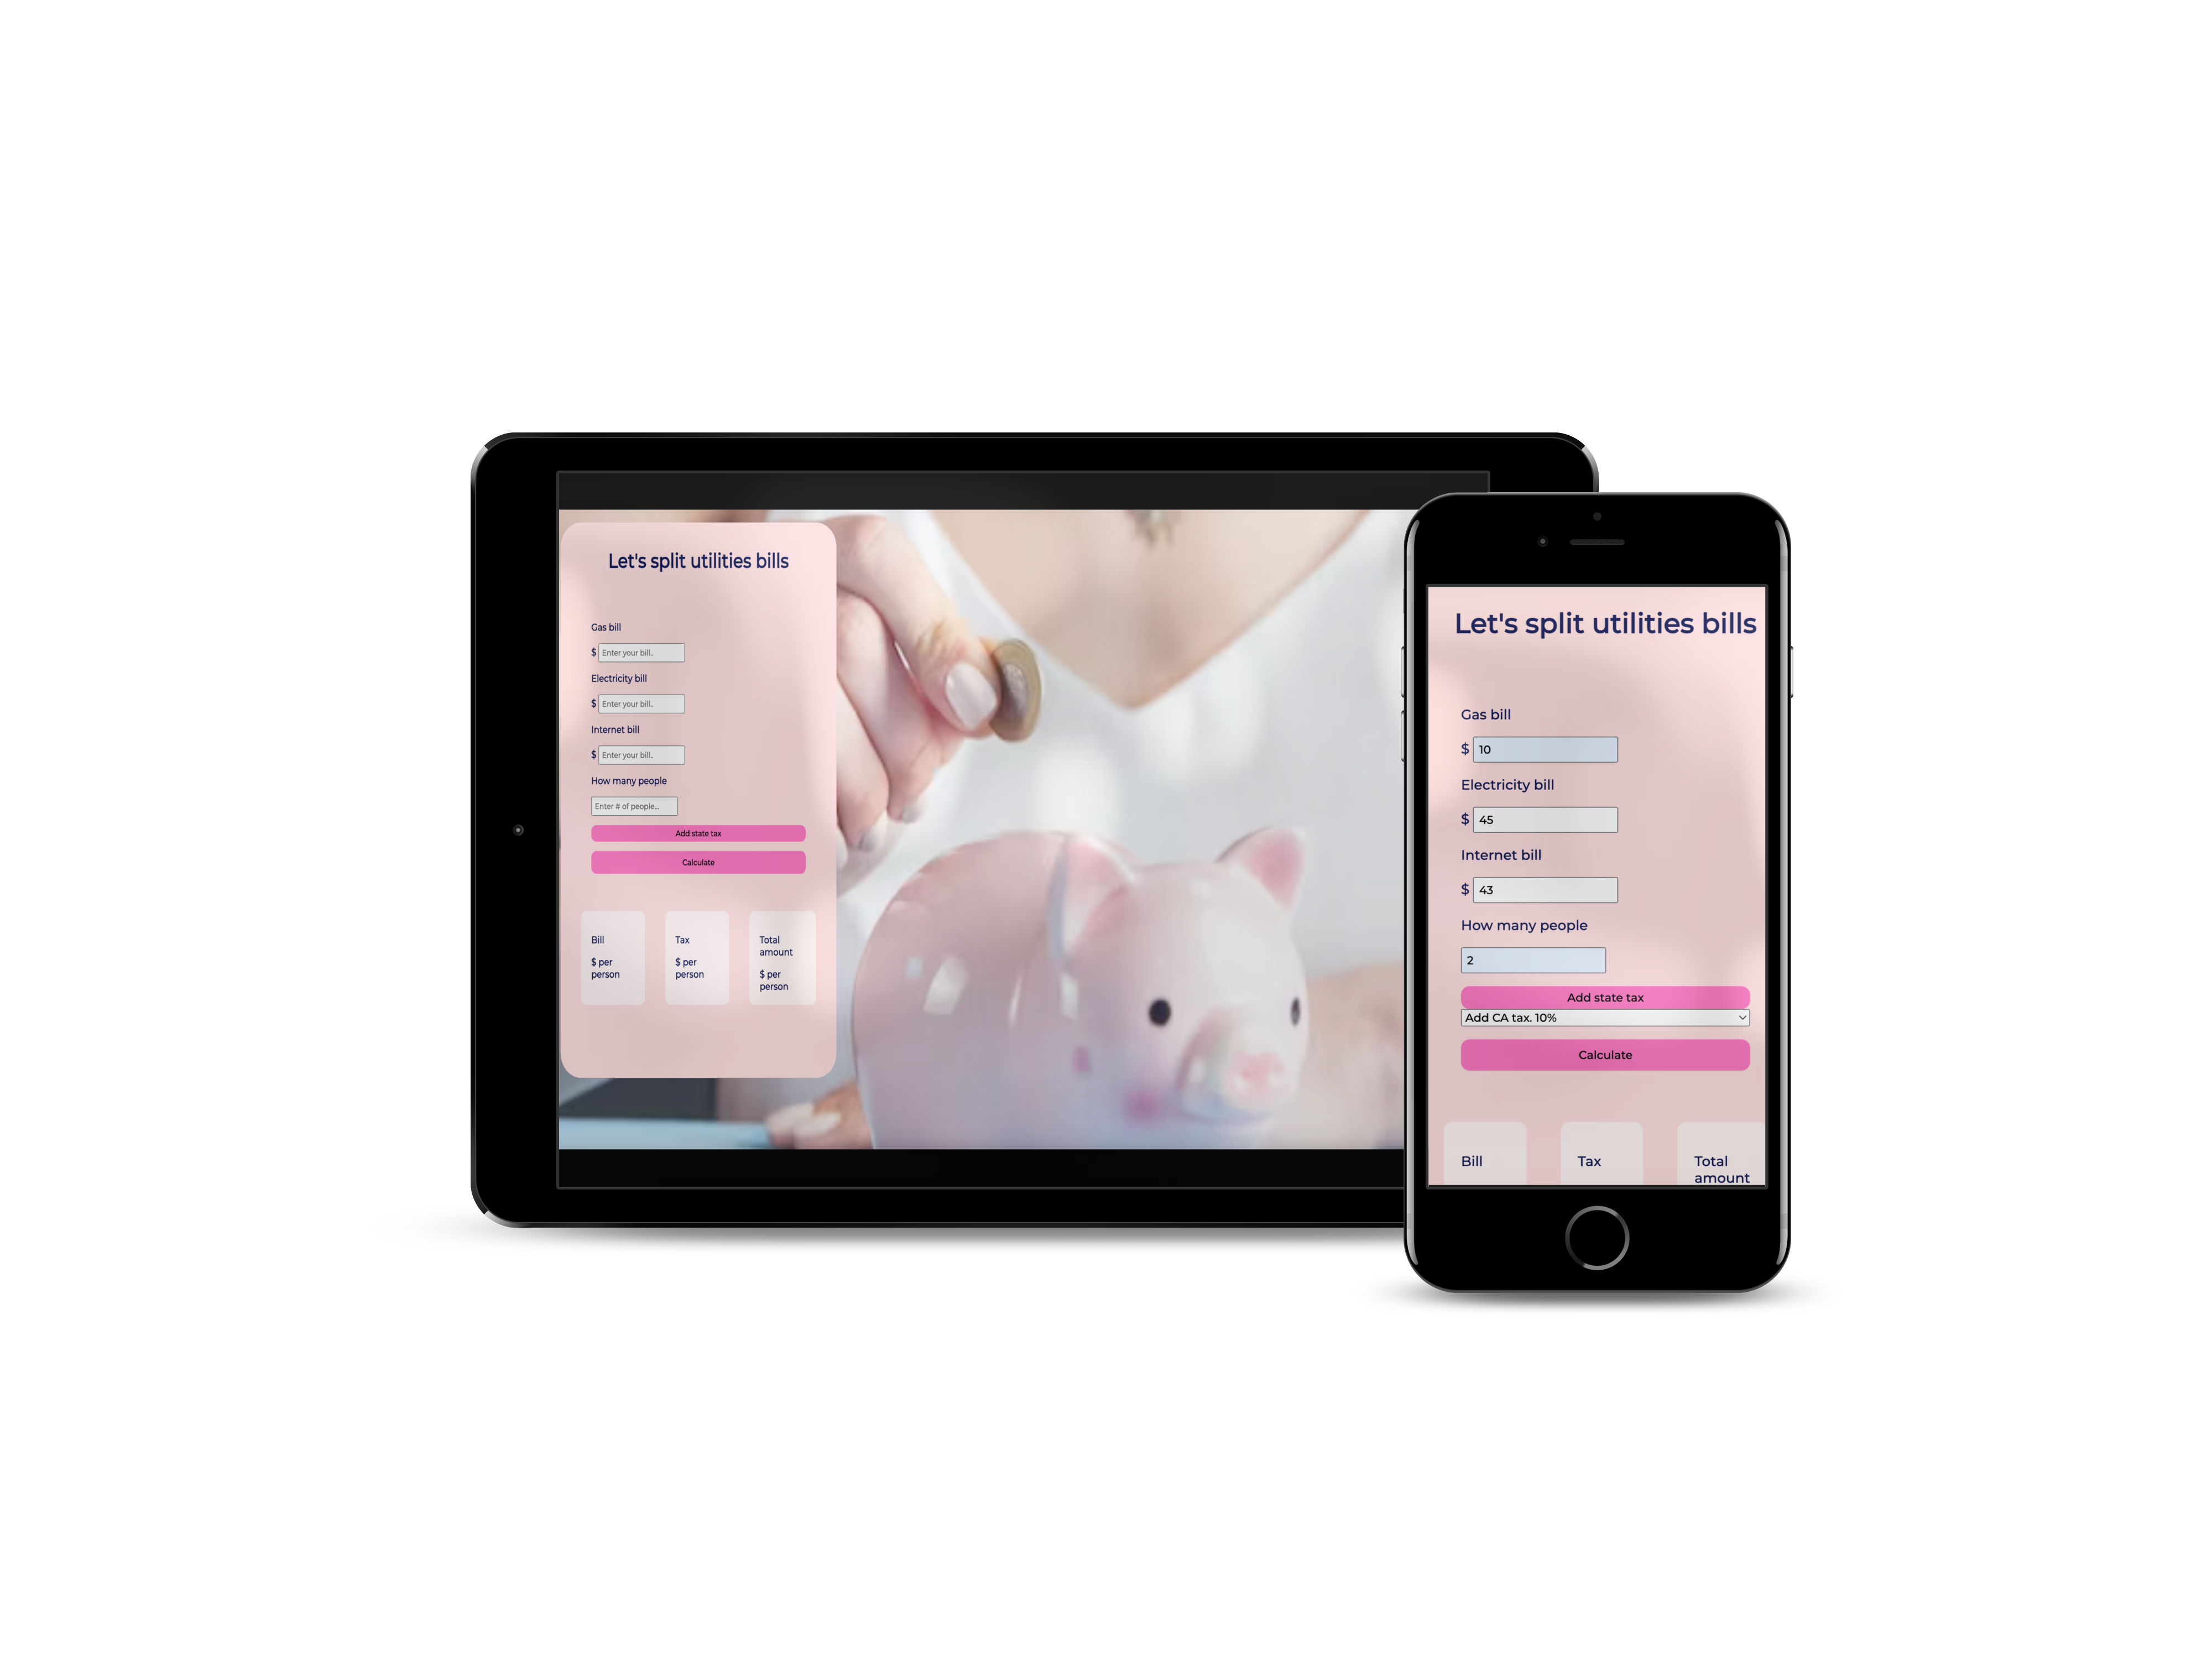 Let's split utilities bills
Gas bill
$ Enter your bill..
Electricity bill
$ Enter your bill..
Internet bill
$ Enter your bill..
How many people
Enter # of people...
Add state tax
Calculate
Bill
$ per
person
Tax
$ per
person
Total
amount
$ per
person
Let's split utilities bills
Gas bill
$ 10
Electricity bill
$ 45
Internet bill
$ 43
How many people
2
Add state tax
Add CA tax. 10%
Calculate
Bill
Tax
Total
amount